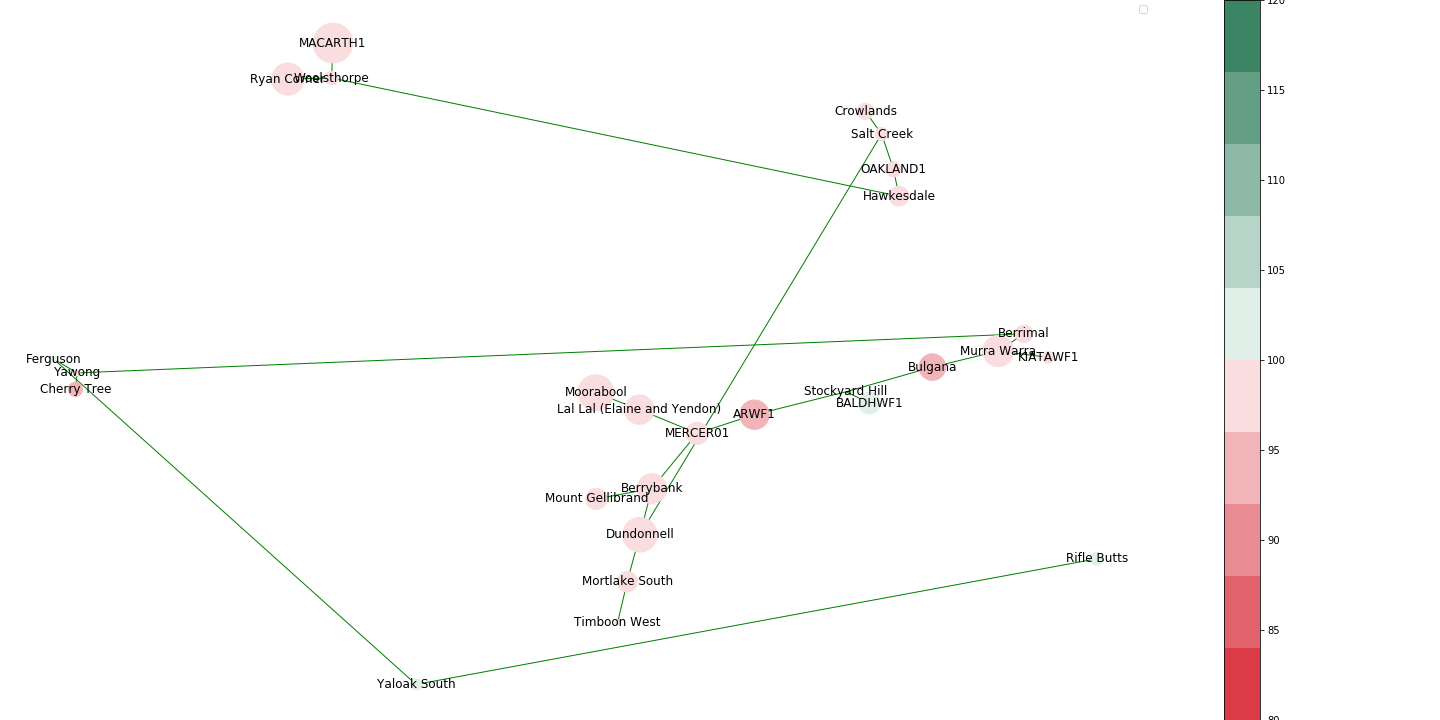 120
MACARTH1
Ryan Corner
Woolsthorpe
115
Crowlands
Salt Creek
110
OAKLAND1
Hawkesdale
105
Berrimal
Murra Warra
KIATAWF1
Ferguson
100
Bulgana
Yawong
Cherry Tree
Moorabool
Stockyard Hill
BALDHWF1
Lal Lal (Elaine and Yendon)
ARWF1
MERCER01
95
Berrybank
Mount Gellibrand
Dundonnell
90
Rifle Butts
Mortlake South
Timboon West
85
Yaloak South
80